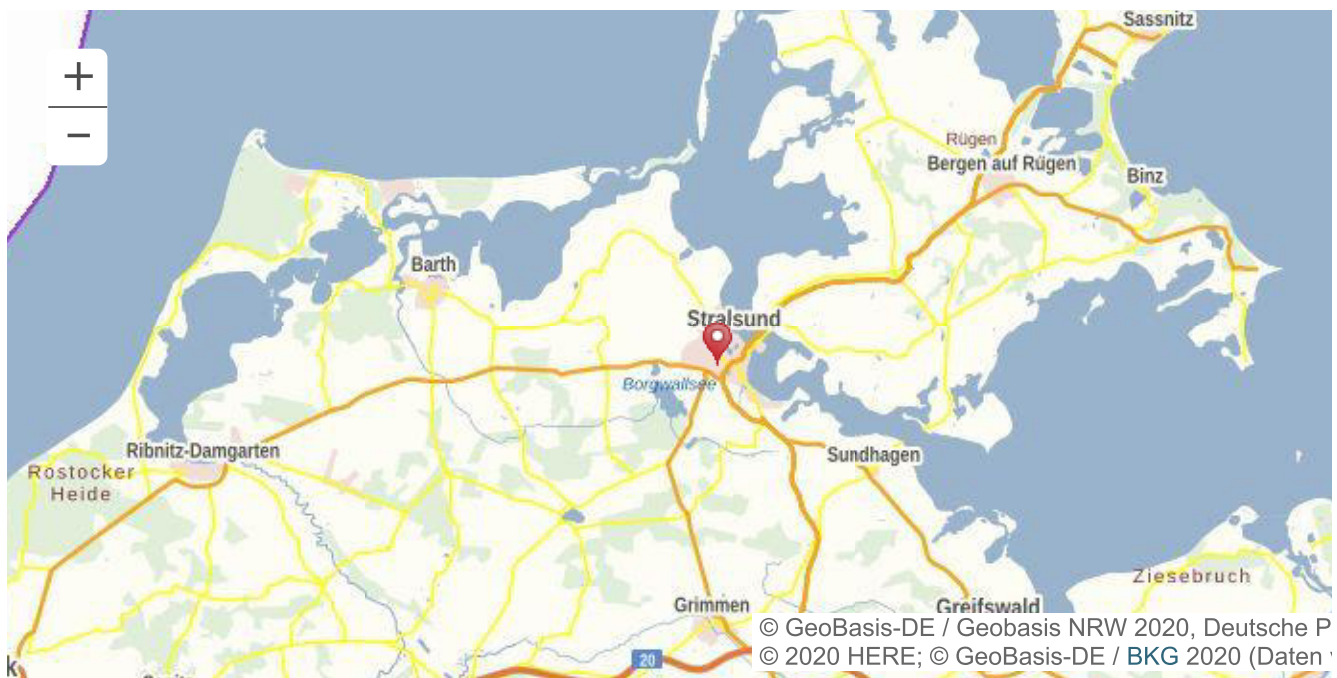 Sassnitz
+
−
Rügen
Bergen auf Rügen
Binz
Barth
Stralsund
Borgwallsee
Ribnitz-Damgarten
Sundhagen
Rostocker
Heide
Ziesebruch
Grimmen
Greifswald
© GeoBasis-DE / Geobasis NRW 2020, Deutsche P
20
© 2020 HERE; © GeoBasis-DE / BKG 2020 (Daten
k